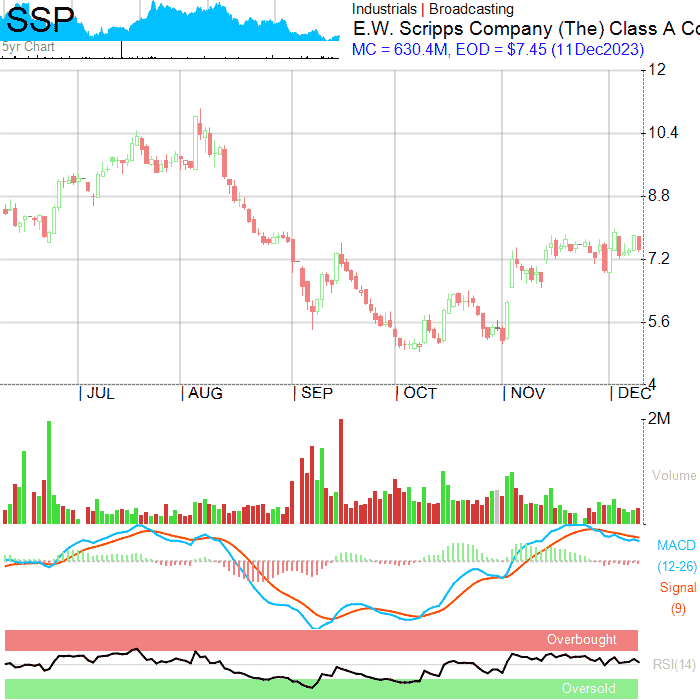 SSP
5yr Chart
Industrials | Broadcasting
E.W. Scripps Company (The) Class A Co
MC = 630.4M, EOD = $7.45 (11Dec2023)
12
10.4
8.8
7.2
5.6
4
JUL AUG SEP OCT NOV DEC
2M
Volume
MACD
(12-26)
Signal
(9)
Overbought
RSI(14)
Oversold